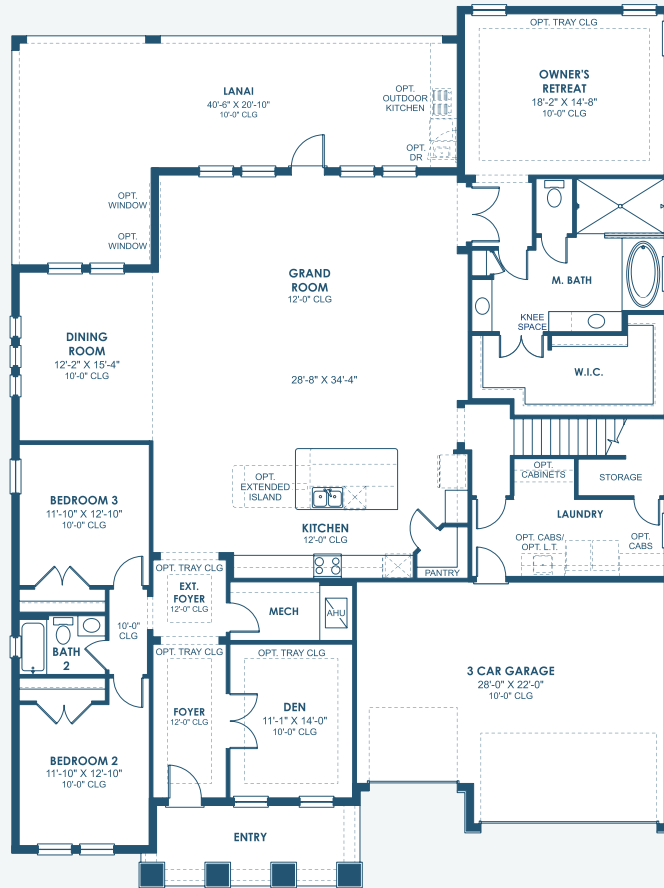 OPT. TRAY CLG
OWNER'S
RETREAT
18'-2" X 14'-8"
10'-0" CLG
LANAI
40'-6" X 20'-10"
10'-0" CLG
OPT.
OUTDOOR
KITCHEN
OPT.
DR
OPT.
WINDOW
OPT.
WINDOW
GRAND
ROOM
12'-0" CLG
28'-8" X 34'-4"
M. BATH
KNEE
SPACE
W.I.C.
DINING
ROOM
12'-2" X 15'-4"
10'-0" CLG
OPT.
CABINETS
STORAGE
LAUNDRY
OPT. CABS/
OPT. L.T.
OPT.
CABS
OPT.
EXTENDED
ISLAND
KITCHEN
12'-0" CLG
PANTRY
BEDROOM 3
11'-10" X 12'-10"
10'-0" CLG
OPT. TRAY CLG
EXT.
FOYER
12'-0" CLG
MECH
AHU
10'-0"
CLG
BATH
2
OPT. TRAY CLG
FOYER
12'-0" CLG
OPT. TRAY CLG
DEN
11'-1" X 14'-0"
10'-0" CLG
3 CAR GARAGE
28'-0" X 22'-0"
10'-0" CLG
BEDROOM 2
11'-10" X 12'-10"
10'-0" CLG
ENTRY